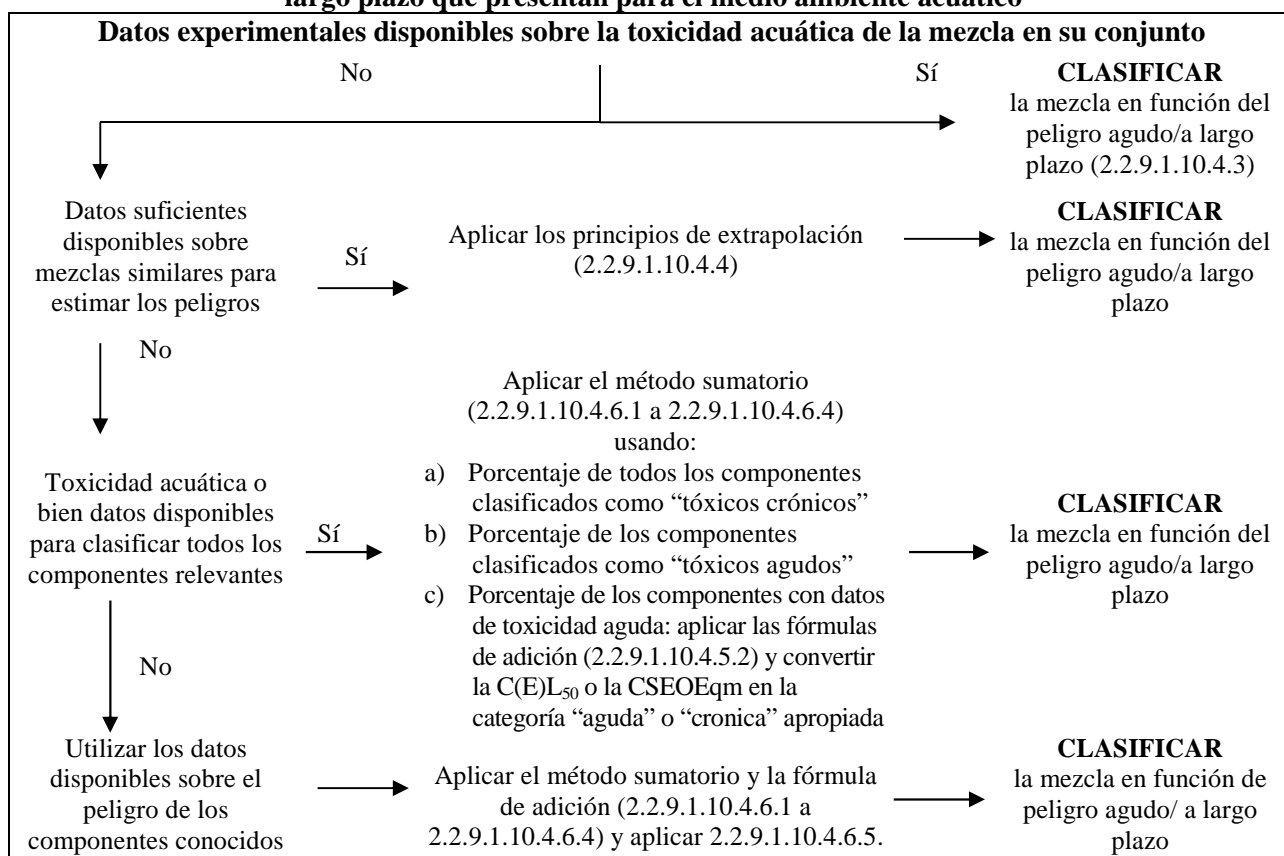 largo plazo que presentan para el medio ambiente acuático
Datos experimentales disponibles sobre la toxicidad acuática de la mezcla en su conjunto
No
Sí
CLASIFICAR
la mezcla en función del
peligro agudo/a largo
plazo (2.2.9.1.10.4.3)
Datos suficientes
disponibles sobre
mezclas similares para
estimar los peligros
Sí
Aplicar los principios de extrapolación
(2.2.9.1.10.4.4)
CLASIFICAR
la mezcla en función del
peligro agudo/a largo
plazo
No
Toxicidad acuática o
bien datos disponibles
para clasificar todos los
componentes relevantes
Sí
Aplicar el método sumatorio
(2.2.9.1.10.4.6.1 a 2.2.9.1.10.4.6.4)
usando:
a) Porcentaje de todos los componentes
clasificados como “tóxicos crónicos”
b) Porcentaje de los componentes
clasificados como “tóxicos agudos”
c) Porcentaje de los componentes con datos
de toxicidad aguda: aplicar las fórmulas
de adición (2.2.9.1.10.4.5.2) y convertir
la C(E)L₅₀ o la CSEOEqm en la
categoría “aguda” o “cronica” apropiada
CLASIFICAR
la mezcla en función del
peligro agudo/a largo
plazo
No
Utilizar los datos
disponibles sobre el
peligro de los
componentes conocidos
Aplicar el método sumatorio y la fórmula
de adición (2.2.9.1.10.4.6.1 a
2.2.9.1.10.4.6.4) y aplicar 2.2.9.1.10.4.6.5.
CLASIFICAR
la mezcla en función de
peligro agudo/ a largo
plazo